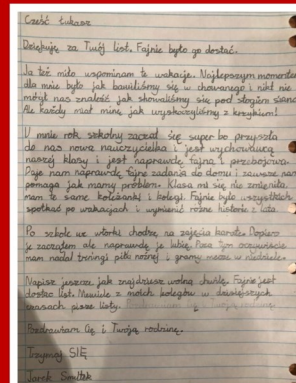 Cześć Łukasz
Dziękuję za Twój list. Fajnie było go dostać.
Ja też miło wspominam te wakacje. Najlepszym momentem
dla mnie było jak bawiliśmy się w chowanego i nikt nie
mógł nas znaleść jak schowaliśmy się pod stogiem siana
Ale każdy miał minę jak wyskoczyliśmy z krzykiem!
U mnie rok szkolny zaczął się super bo przyszła
do nas nowa nauczycielka i jest wychowawcą
naszej klasy i jest naprawdę fajna i przebojowa.
Daje nam naprawdę fajne zadania do domu i zawsze nam
pomaga jak mamy problem. Klasa mi się nie zmieniła,
mam te same koleżanki i kolegi. Fajnie było wszystkich
spotkać po wakacjach i wymienić różne historie z lata.
Po szkole we wtorki chodzę na zajęcia karate. Dopiero
je zacząłem ale naprawdę je lubię. Poza tym oczywiście
mam nadal treningi piłki nożnej i gramy mecze w niedziele.
Napisz jeszcze, jak znajdziesz wolną chwilę. Fajnie jest
dostać list. Niewiele z moich kolegów w dzisiejszych
czasach pisze listy.
Pozdrawiam Cię i Twoją rodzinę.
Trzymaj SIĘ
Jarek Smultek